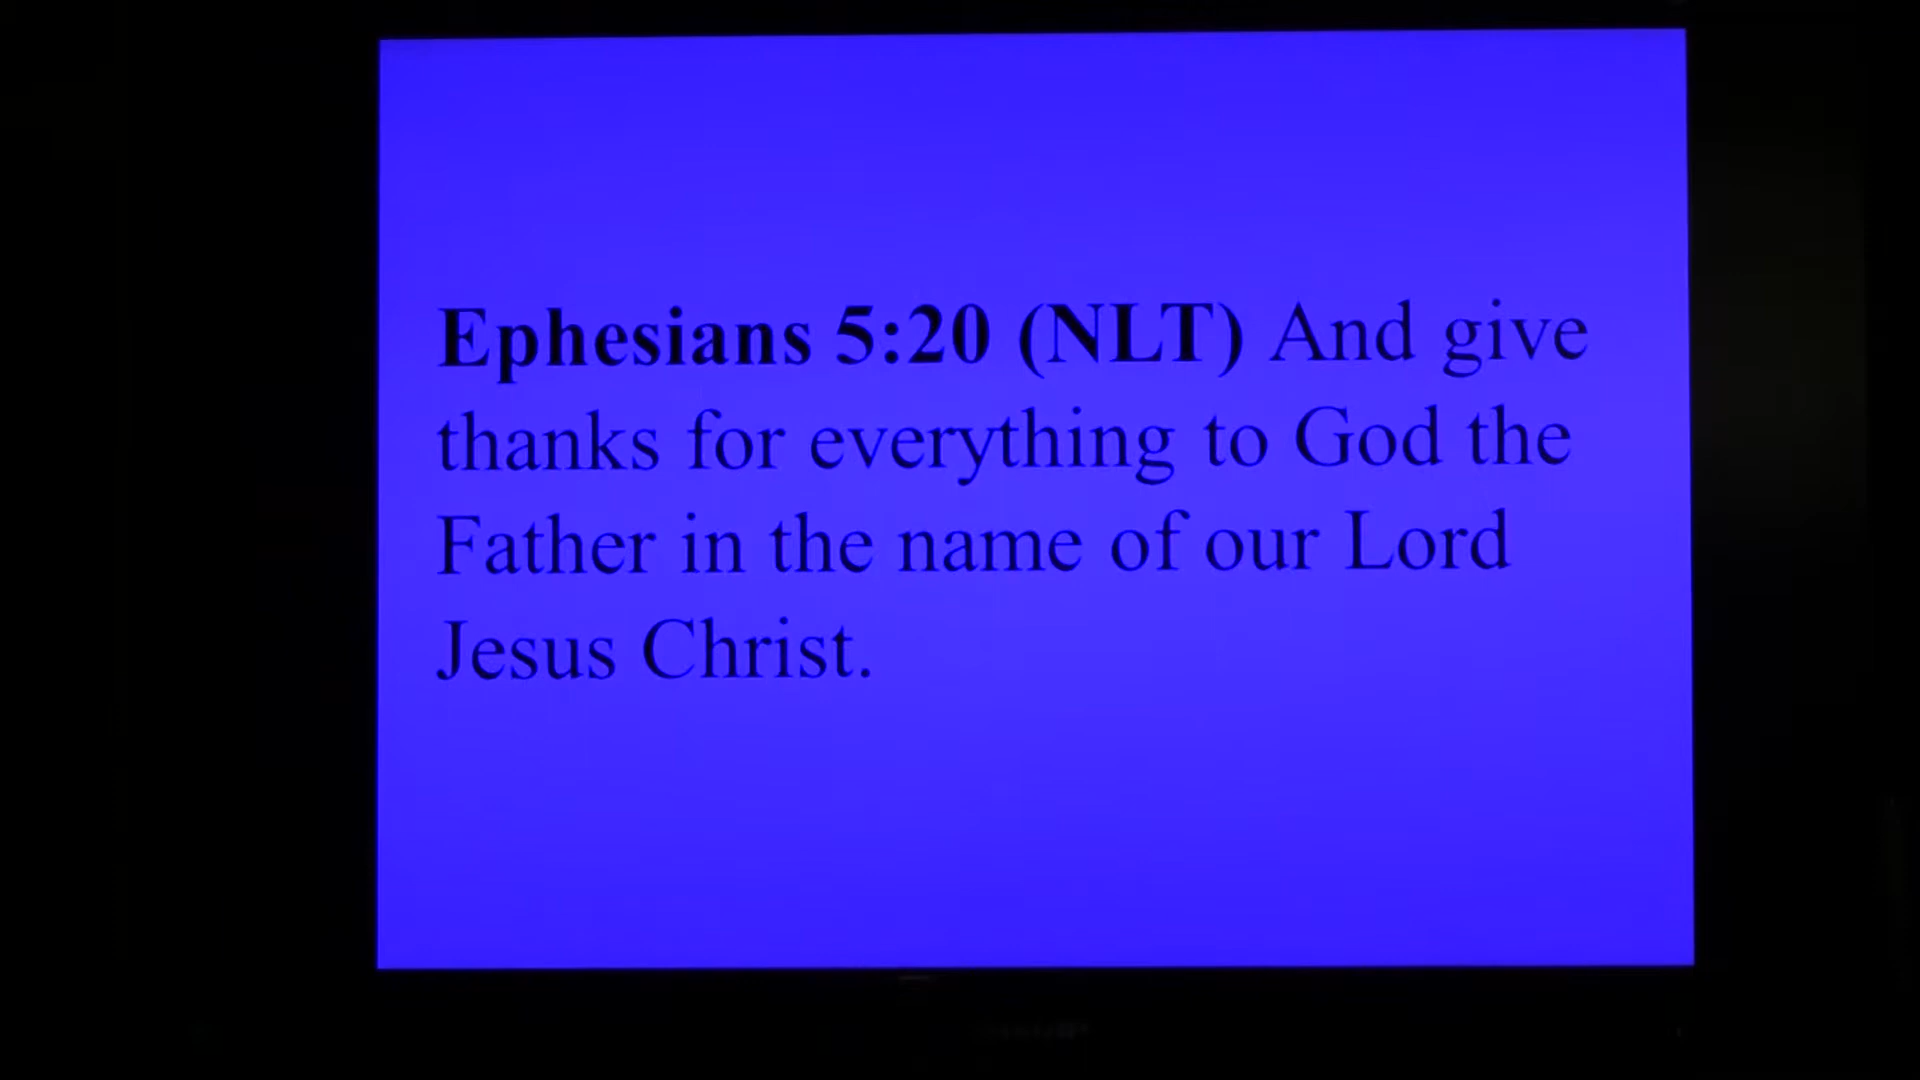 Ephesians 5:20 (NLT) And give
thanks for everything to God the
Father in the name of our Lord
Jesus Christ.